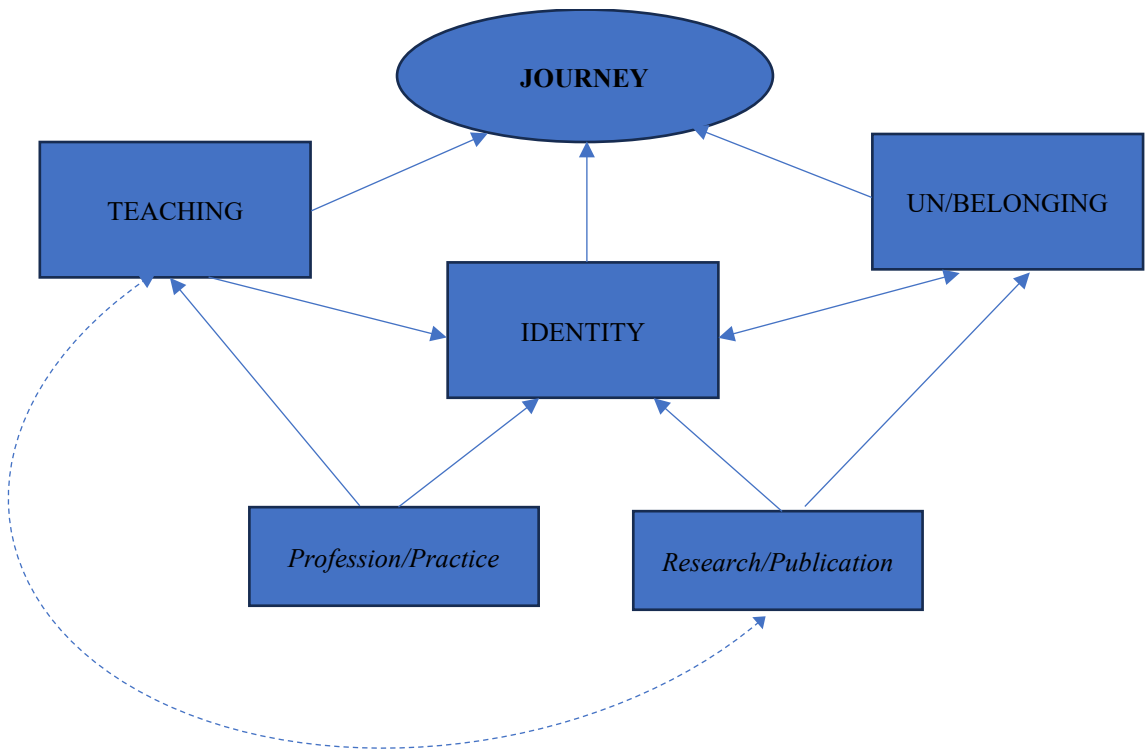 JOURNEY
TEACHING
UN/BELONGING
IDENTITY
Profession/Practice
Research/Publication